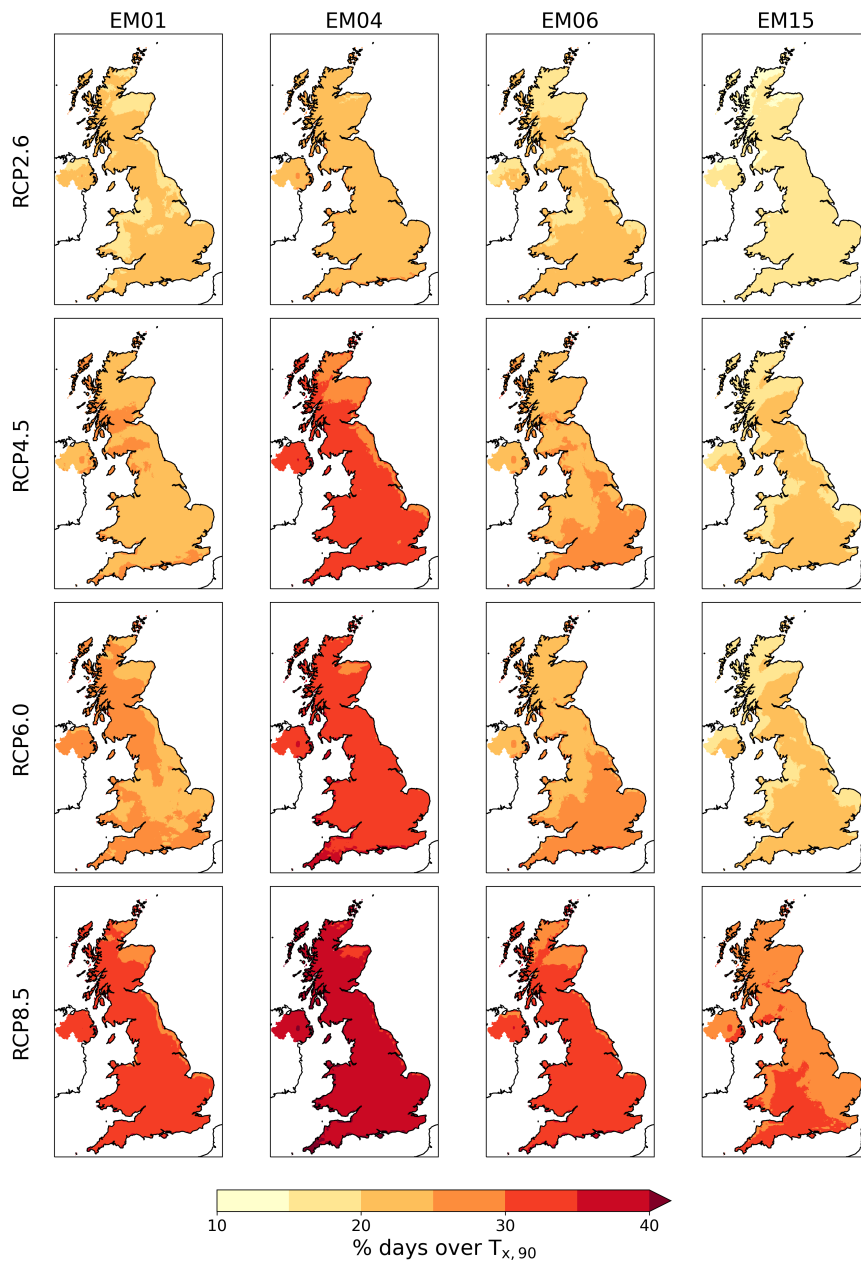 EM01 EM04 EM06 EM15
RCP2.6
RCP4.5
RCP6.0
RCP8.5
10 20 30 40
% days over Tx, 90